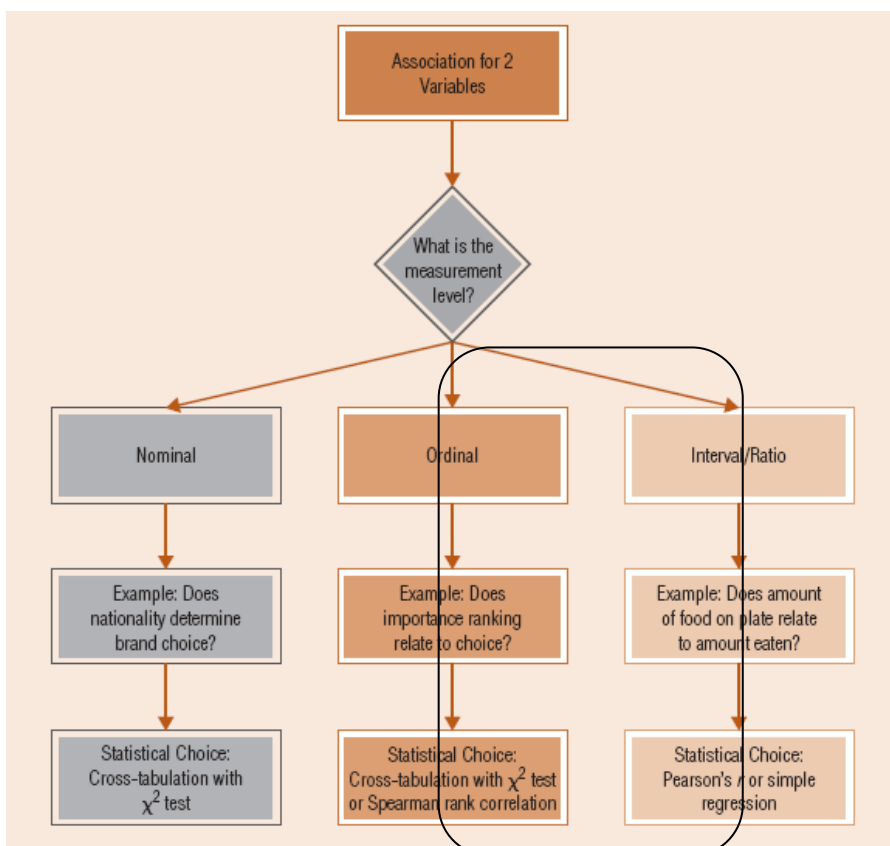 Association for 2
Variables
What is the
measurement
level?
Nominal
Ordinal
Interval/Ratio
Example: Does
nationality determine
brand choice?
Example: Does
importance ranking
relate to choice?
Example: Does amount
of food on plate relate
to amount eaten?
Statistical Choice:
Cross-tabulation with
χ² test
Statistical Choice:
Cross-tabulation with χ² test
or Spearman rank correlation
Statistical Choice:
Pearson's r or simple
regression